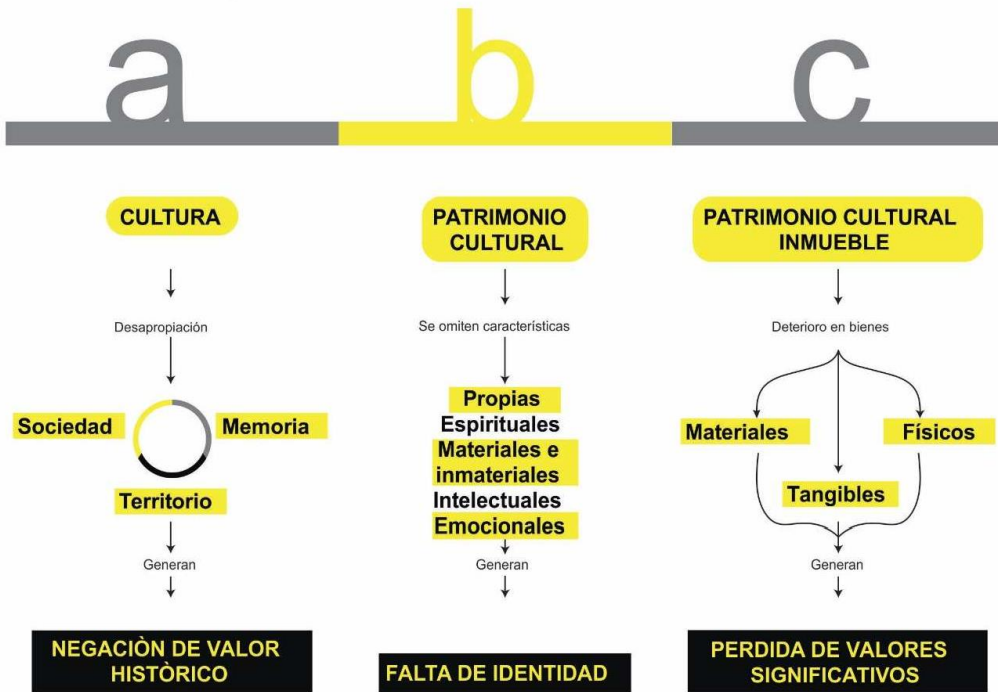 a
b
c
CULTURA
Desapropiación
Sociedad
Memoria
Territorio
Generan
NEGACIÒN DE VALOR
HISTÒRICO
PATRIMONIO
CULTURAL
Se omiten características
Propias
Espirituales
Materiales e
inmateriales
Intelectuales
Emocionales
Generan
FALTA DE IDENTIDAD
PATRIMONIO CULTURAL
INMUEBLE
Deterioro en bienes
Materiales
Físicos
Tangibles
Generan
PERDIDA DE VALORES
SIGNIFICATIVOS